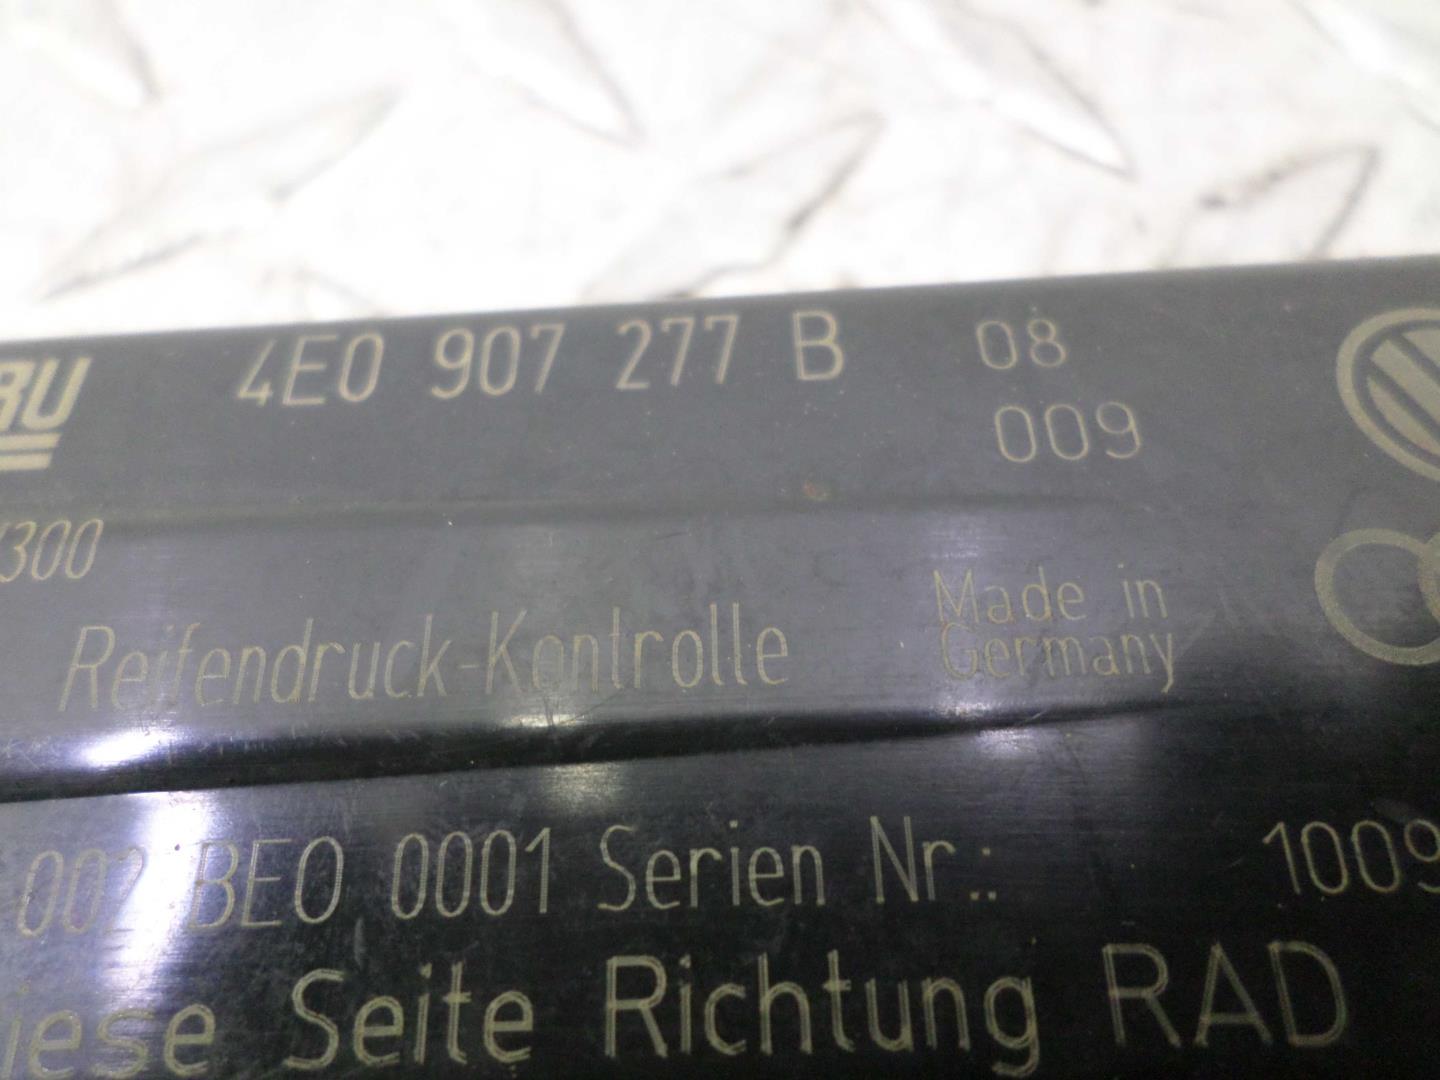 4E0 907 277 B 08
009
Reifendruck-Kontrolle
Made in
Germany
BE0 0001 Serien Nr.:
Seite Richtung RAD